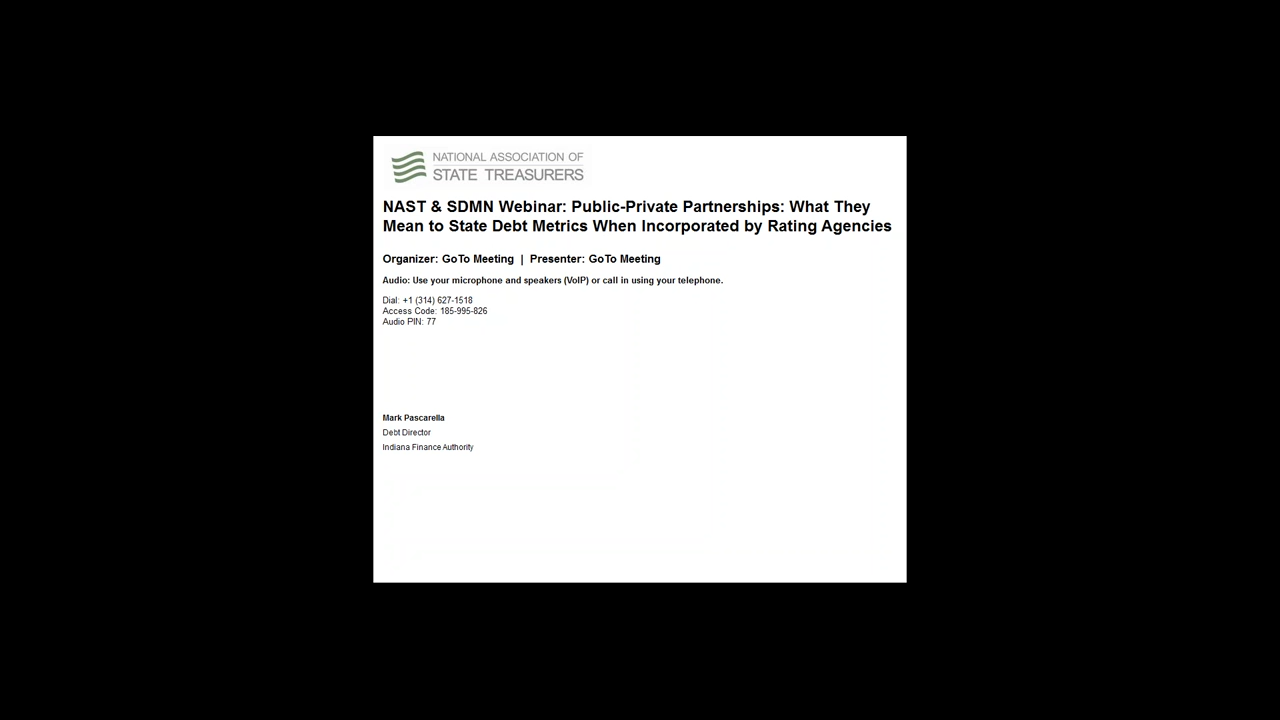 NATIONAL ASSOCIATION OF
STATE TREASURERS
NAST & SDMN Webinar: Public-Private Partnerships: What They
Mean to State Debt Metrics When Incorporated by Rating Agencies
Organizer: GoTo Meeting | Presenter: GoTo Meeting
Audio: Use your microphone and speakers (VoIP) or call in using your telephone.
Dial: +1 (314) 627-1518
Access Code: 185-995-826
Audio PIN: 77
Mark Pascarella
Debt Director
Indiana Finance Authority